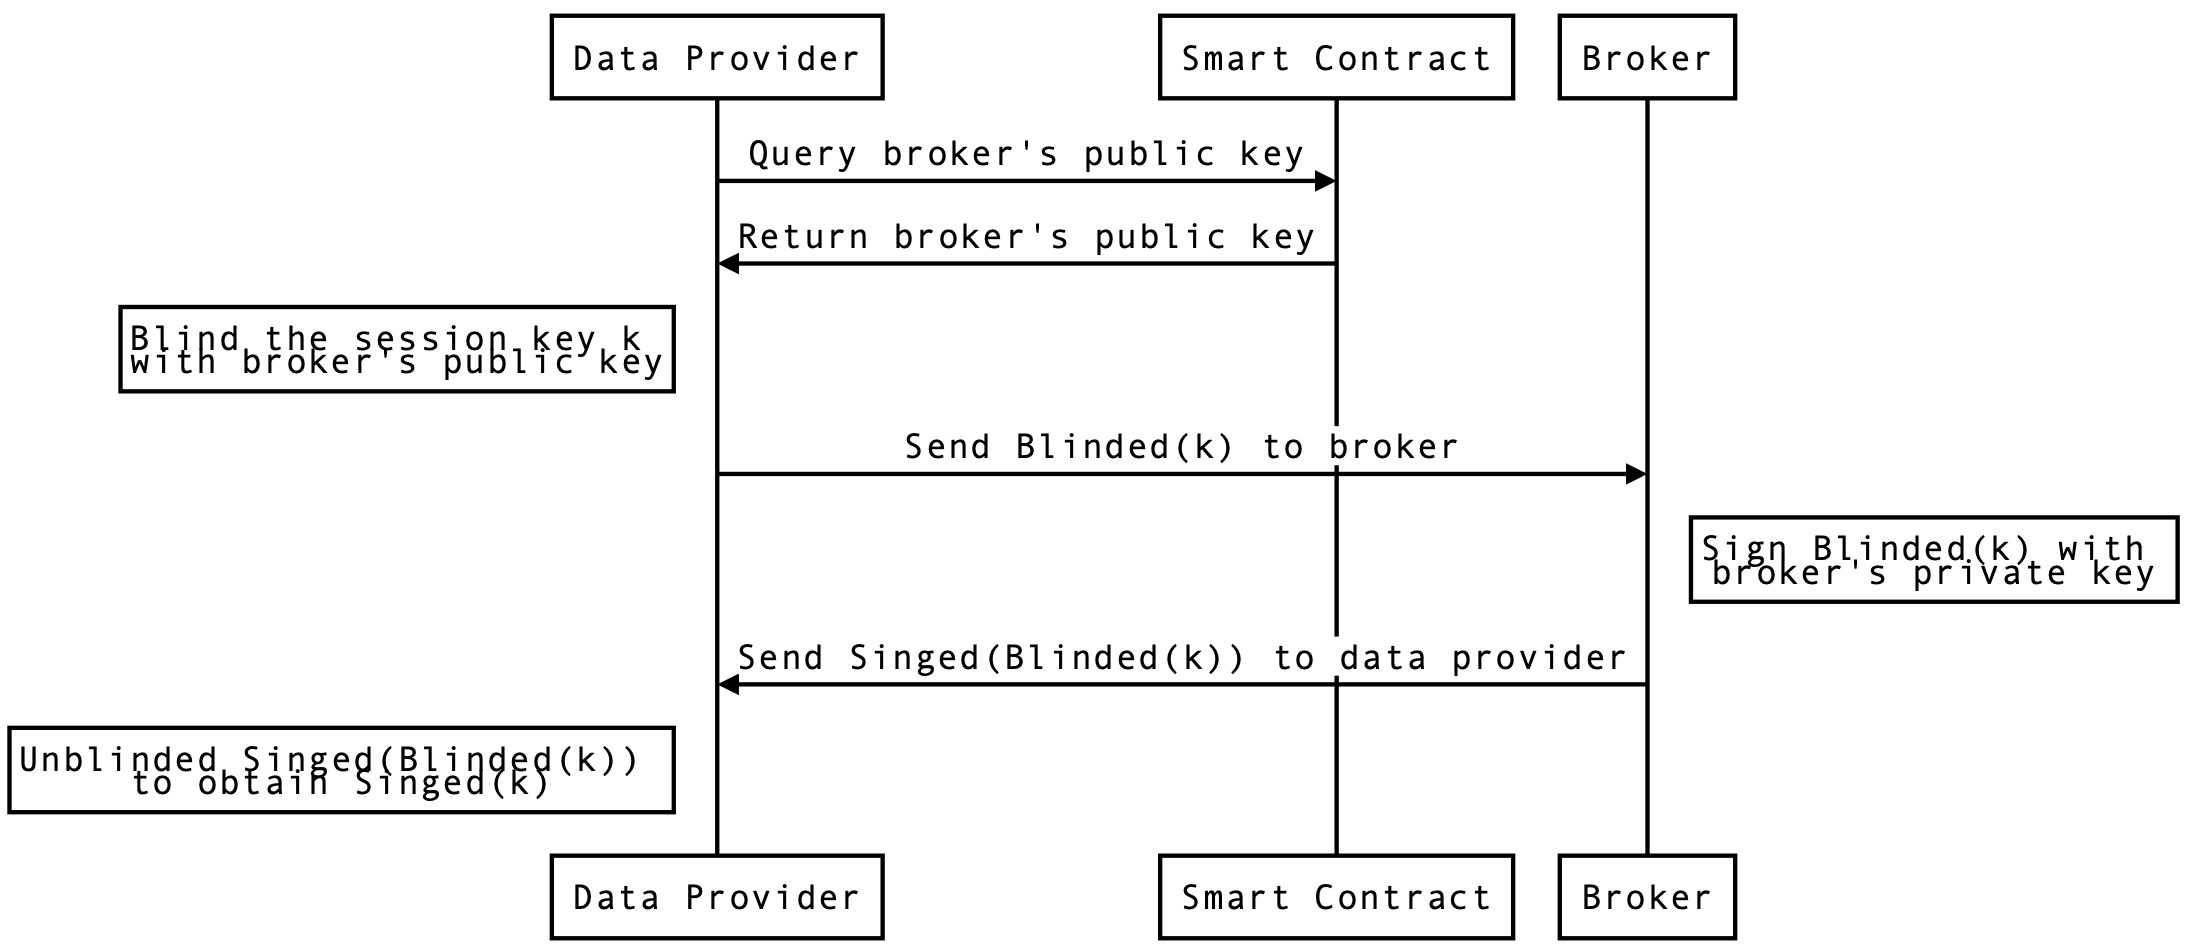 Data Provider
Smart Contract
Broker
Query broker's public key
Return broker's public key
Blind the session key k
with broker's public key
Send Blinded(k) to broker
Sign Blinded(k) with
broker's private key
Send Singed(Blinded(k)) to data provider
Unblinded Singed(Blinded(k))
to obtain Singed(k)
Data Provider
Smart Contract
Broker